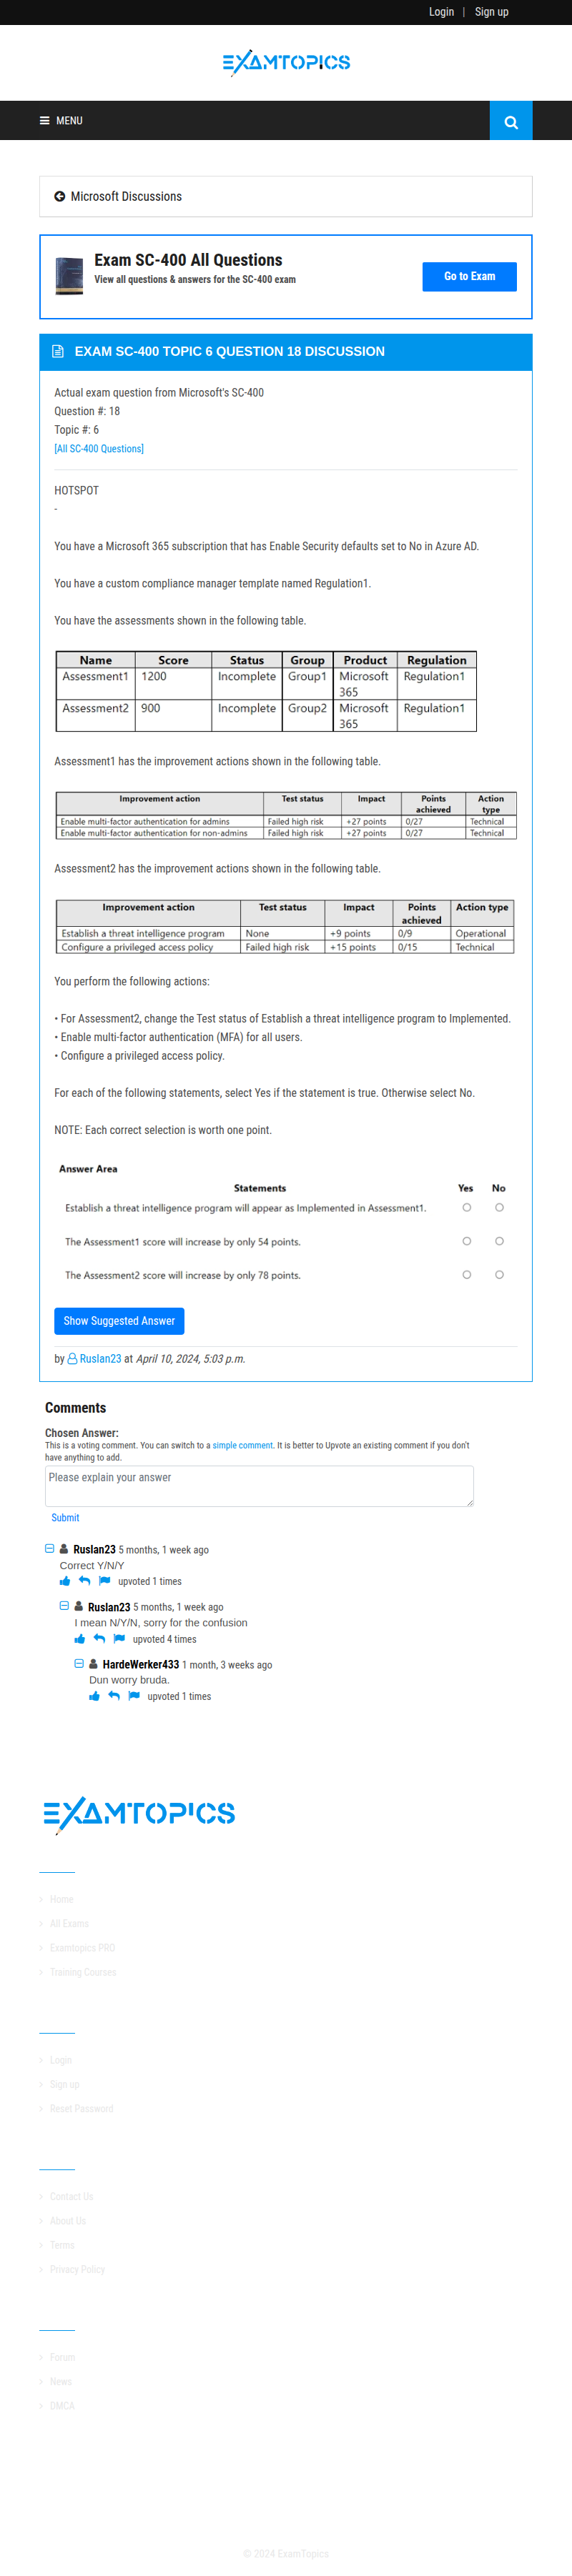 Login | Sign up
EXAMTOPICS
MENU
Microsoft Discussions
Exam SC-400 All Questions
View all questions & answers for the SC-400 exam
Go to Exam
EXAM SC-400 TOPIC 6 QUESTION 18 DISCUSSION
Actual exam question from Microsoft's SC-400
Question #: 18
Topic #: 6
[All SC-400 Questions]
HOTSPOT
-
You have a Microsoft 365 subscription that has Enable Security defaults set to No in Azure AD.
You have a custom compliance manager template named Regulation1.
You have the assessments shown in the following table.
Name Score Status Group Product Regulation
Assessment1 1200 Incomplete Group1 Microsoft Regulation1
365
Assessment2 900 Incomplete Group2 Microsoft Regulation1
365
Assessment1 has the improvement actions shown in the following table.
Improvement action Test status Impact Points Action
achieved type
Enable multi-factor authentication for admins Failed high risk +27 points 0/27 Technical
Enable multi-factor authentication for non-admins Failed high risk +27 points 0/27 Technical
Assessment2 has the improvement actions shown in the following table.
Improvement action Test status Impact Points Action type
achieved
Establish a threat intelligence program None +9 points 0/9 Operational
Configure a privileged access policy Failed high risk +15 points 0/15 Technical
You perform the following actions:
• For Assessment2, change the Test status of Establish a threat intelligence program to Implemented.
• Enable multi-factor authentication (MFA) for all users.
• Configure a privileged access policy.
For each of the following statements, select Yes if the statement is true. Otherwise select No.
NOTE: Each correct selection is worth one point.
Answer Area
Statements Yes No
Establish a threat intelligence program will appear as Implemented in Assessment1.
The Assessment1 score will increase by only 54 points.
The Assessment2 score will increase by only 78 points.
Show Suggested Answer
by Ruslan23 at April 10, 2024, 5:03 p.m.
Comments
Chosen Answer:
This is a voting comment. You can switch to a simple comment. It is better to Upvote an existing comment if you don't
have anything to add.
Please explain your answer
Submit
Ruslan23 5 months, 1 week ago
Correct Y/N/Y
upvoted 1 times
Ruslan23 5 months, 1 week ago
I mean N/Y/N, sorry for the confusion
upvoted 4 times
HardeWerker433 1 month, 3 weeks ago
Dun worry bruda.
upvoted 1 times
EXAMTOPICS
Home
All Exams
Examtopics PRO
Training Courses
Login
Sign up
Reset Password
Contact Us
About Us
Terms
Privacy Policy
Forum
News
DMCA
© 2024 ExamTopics